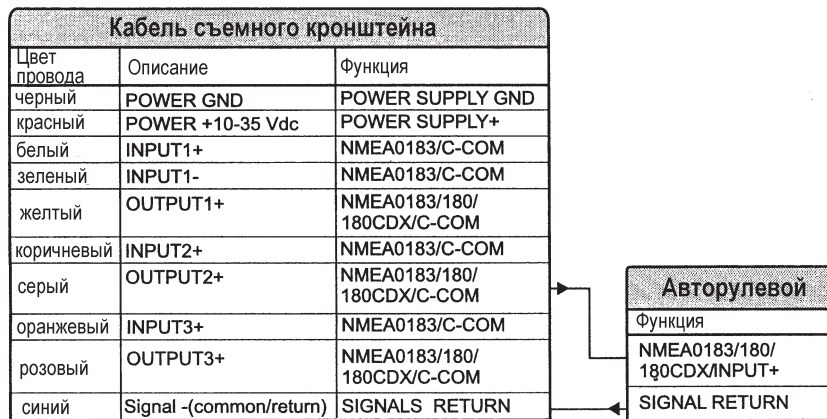 Кабель съемного кронштейна
Цвет провода
Описание
Функция
черный POWER GND POWER SUPPLY GND
красный POWER +10-35 Vdc POWER SUPPLY+
белый INPUT1+ NMEA0183/C-COM
зеленый INPUT1- NMEA0183/C-COM
желтый OUTPUT1+ NMEA0183/180/
180CDX/C-COM
коричневый INPUT2+ NMEA0183/C-COM
серый OUTPUT2+ NMEA0183/180/
180CDX/C-COM
оранжевый INPUT3+ NMEA0183/C-COM
розовый OUTPUT3+ NMEA0183/180/
180CDX/C-COM
синий Signal -(common/return) SIGNALS RETURN
Авторулевой
Функция
NMEA0183/180/
180CDX/INPUT+
SIGNAL RETURN